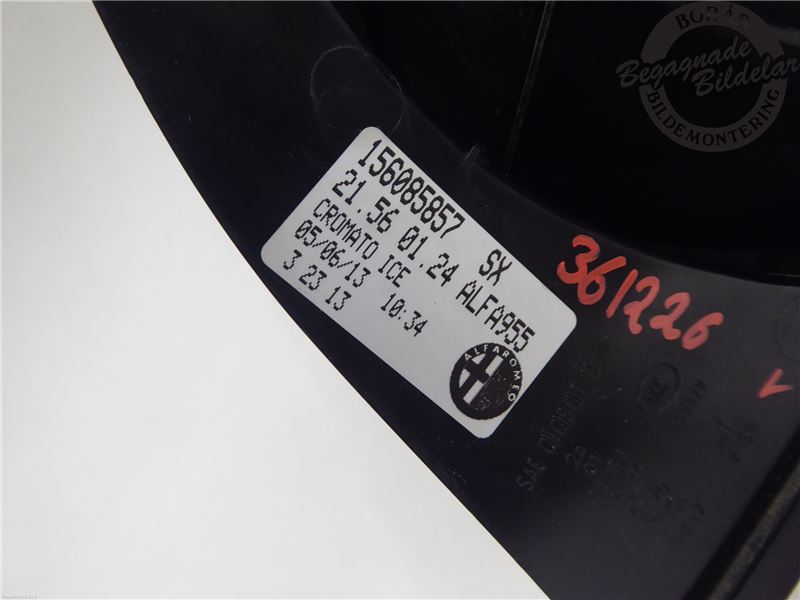 BORÅS
Begagnade
Bildelar
BILDEMONTERING
156085857 SX
21.56 01.24 ALFA955
CROMATO ICE
05/06/13 10:34
3 23 13
ALFA ROMEO
361226
SAE